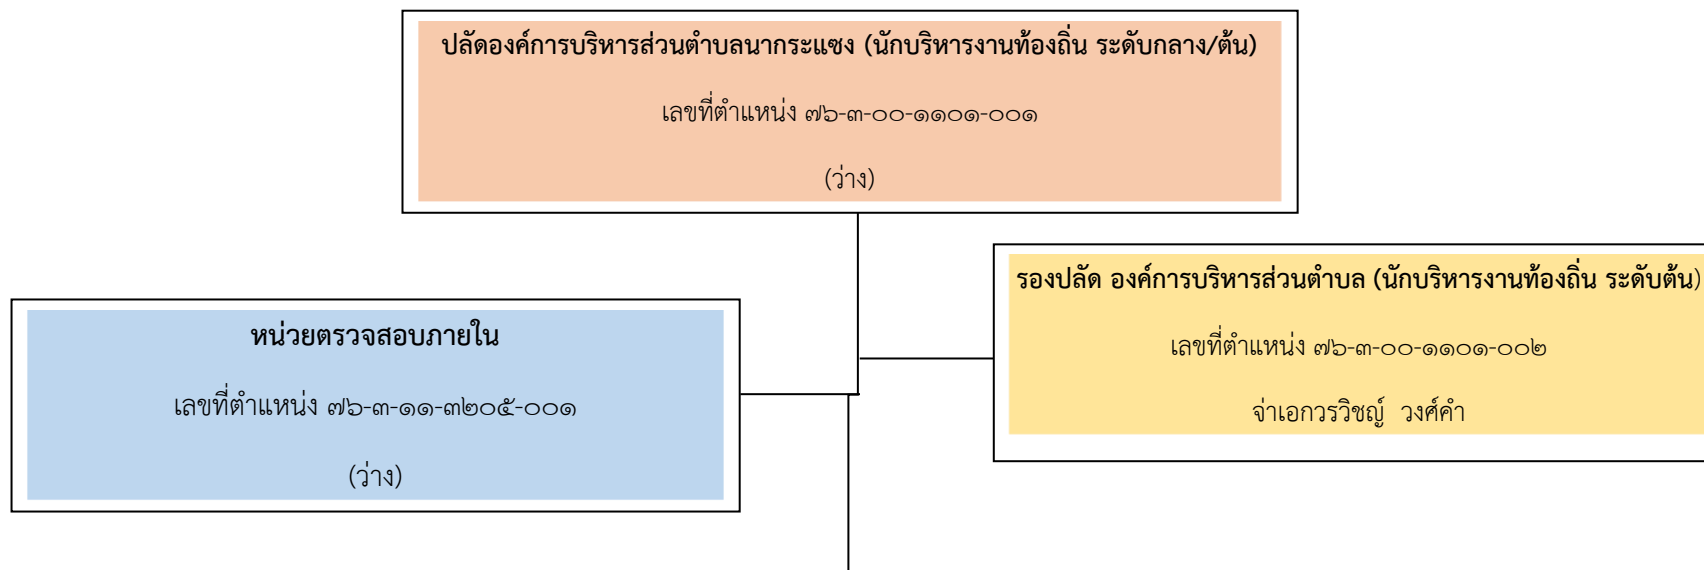 ปลัดองค์การบริหารส่วนตำบลนากระแซง (นักบริหารงานท้องถิ่น ระดับกลาง/ต้น)
เลขที่ตำแหน่ง ๗๖-๓-๐๐-๑๑๐๑-๐๐๑
(ว่าง)
รองปลัด องค์การบริหารส่วนตำบล (นักบริหารงานท้องถิ่น ระดับต้น)
เลขที่ตำแหน่ง ๗๖-๓-๐๐-๑๑๐๑-๐๐๒
จ่าเอกวรวิชญ์ วงศ์คำ
หน่วยตรวจสอบภายใน
เลขที่ตำแหน่ง ๗๖-๓-๑๑-๓๒๐๕-๐๐๑
(ว่าง)